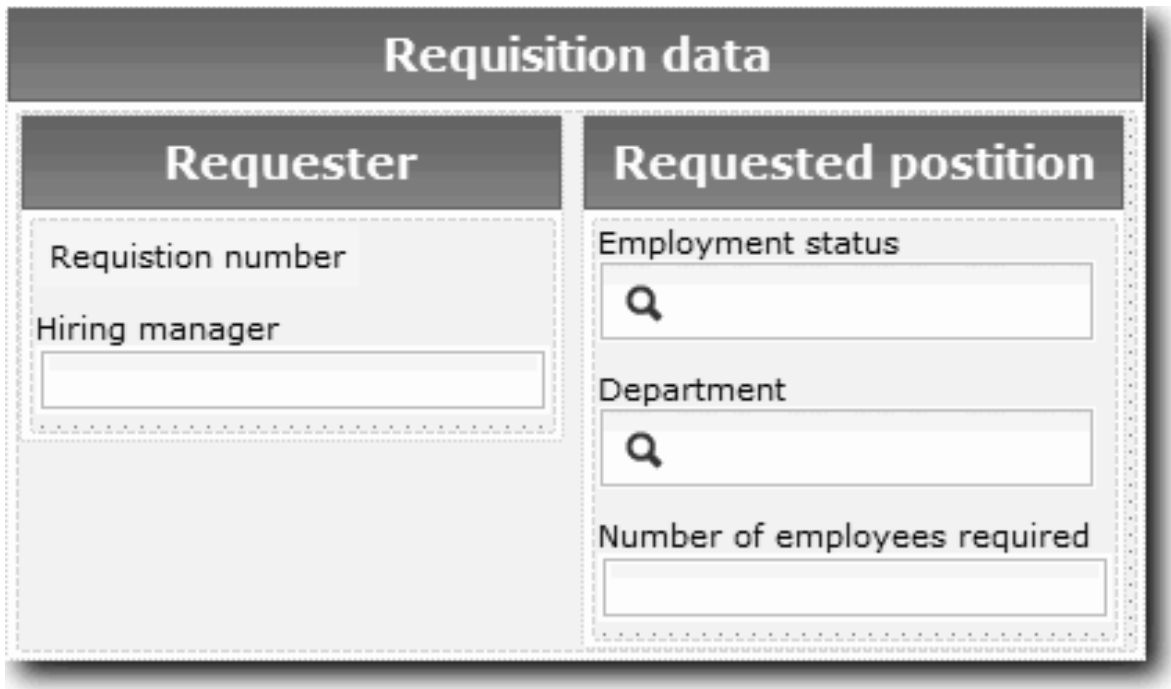 Requisition data
Requester
Requistion number
Hiring manager
Requested postition
Employment status
Department
Number of employees required